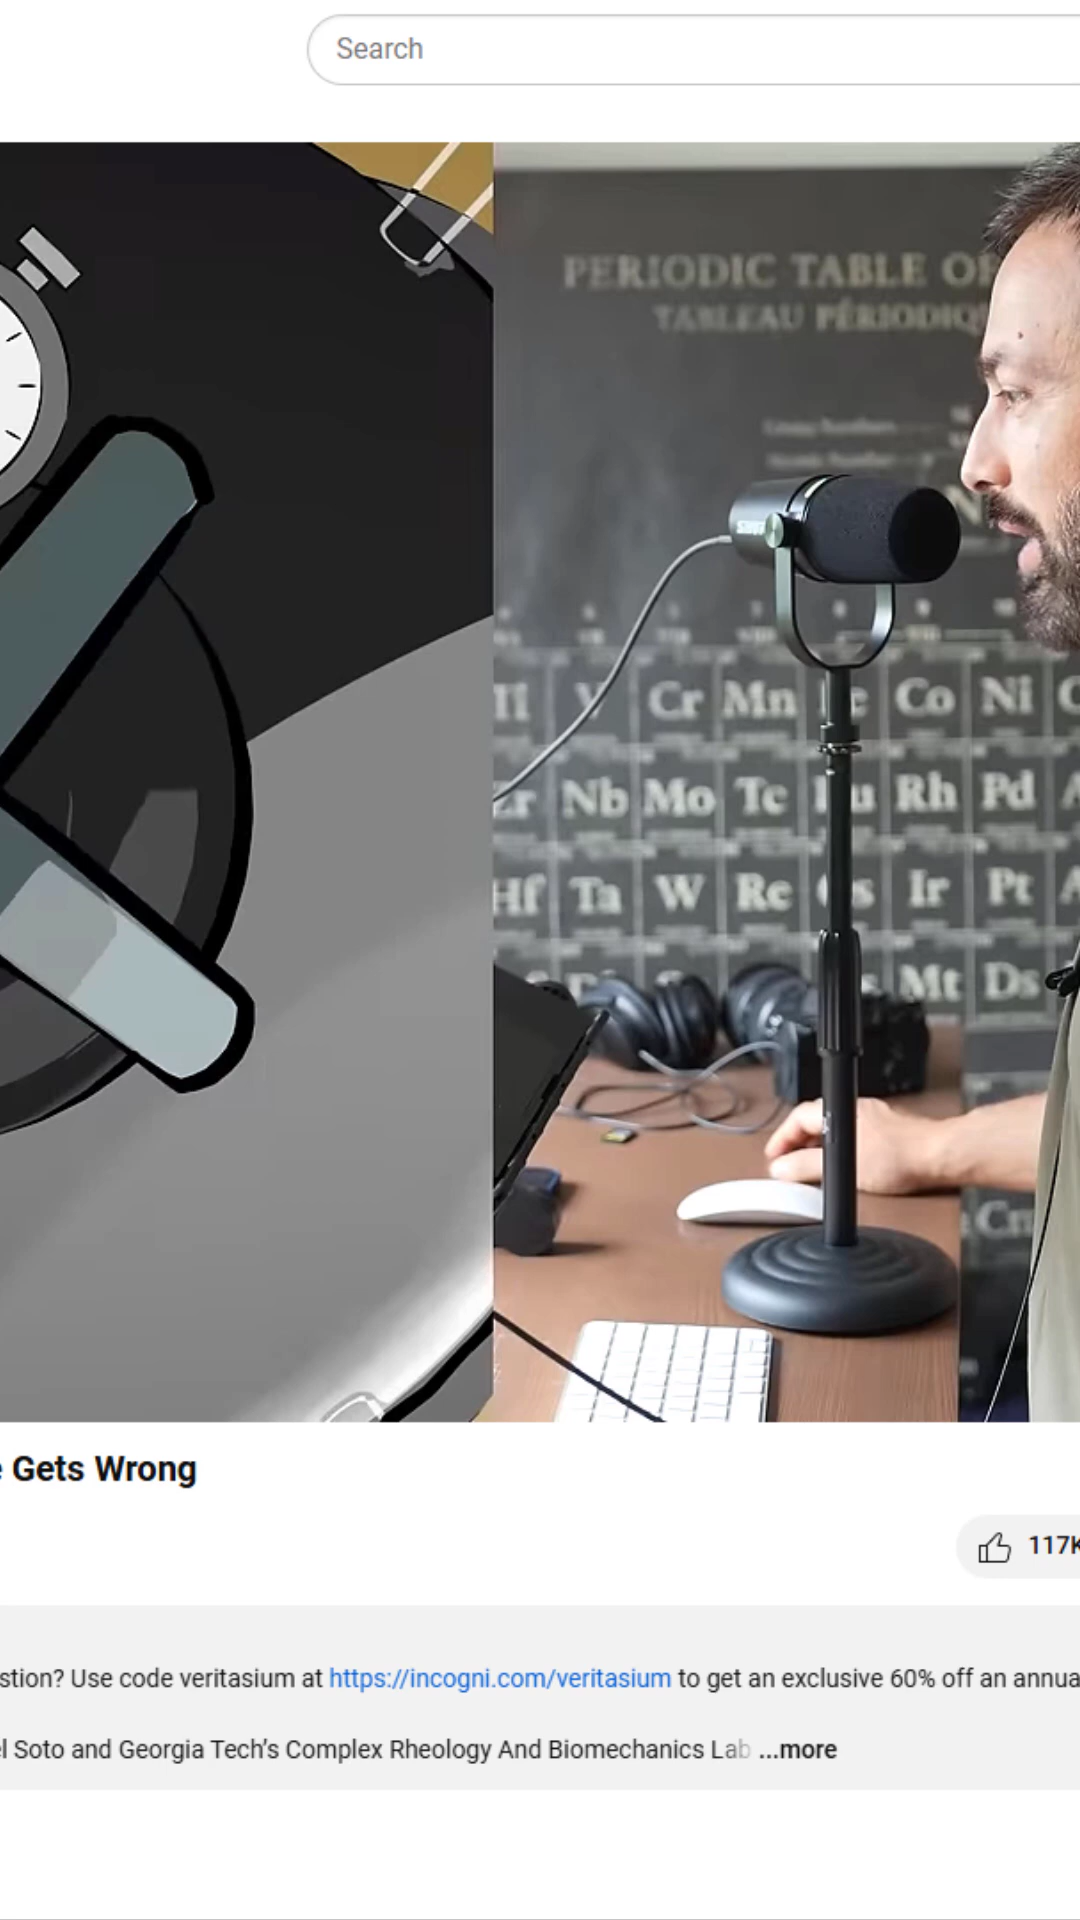 Search
PERIODIC TABLE OF
TABLEAU PÉRIODIQ
Cr Mn Co Ni
Nb Mo Tc Rh Pd
Hf Ta W Re Ir Pt
Mt Ds
Cn
Gets Wrong
117K
stion? Use code veritasium at https://incogni.com/veritasium to get an exclusive 60% off an annua
el Soto and Georgia Tech's Complex Rheology And Biomechanics Lab ...more